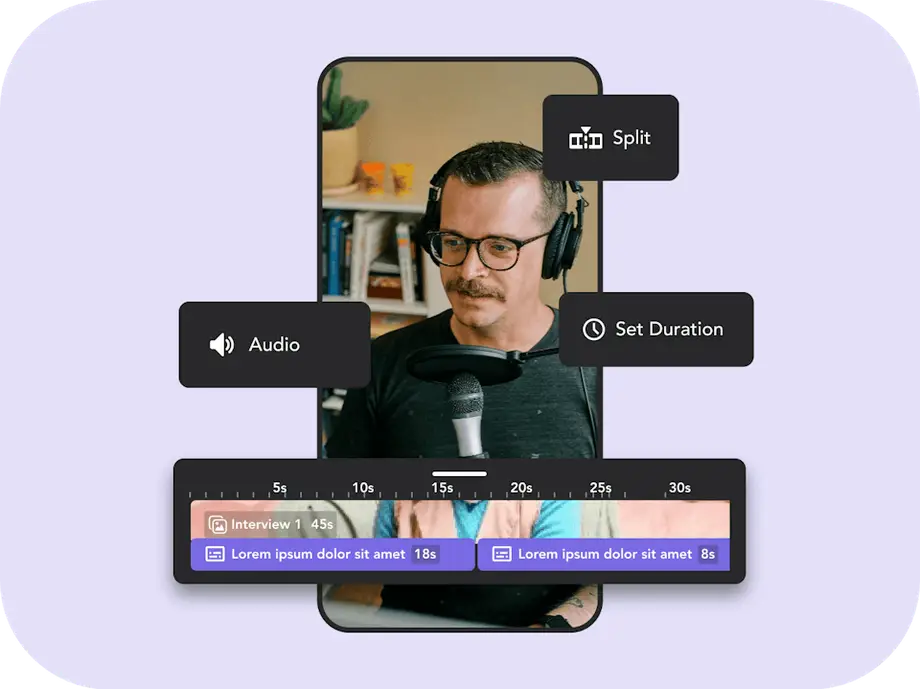 Split
Set Duration
Audio
5s 10s 15s 20s 25s 30s
Interview 1 45s
Lorem ipsum dolor sit amet 18s Lorem ipsum dolor sit amet 8s